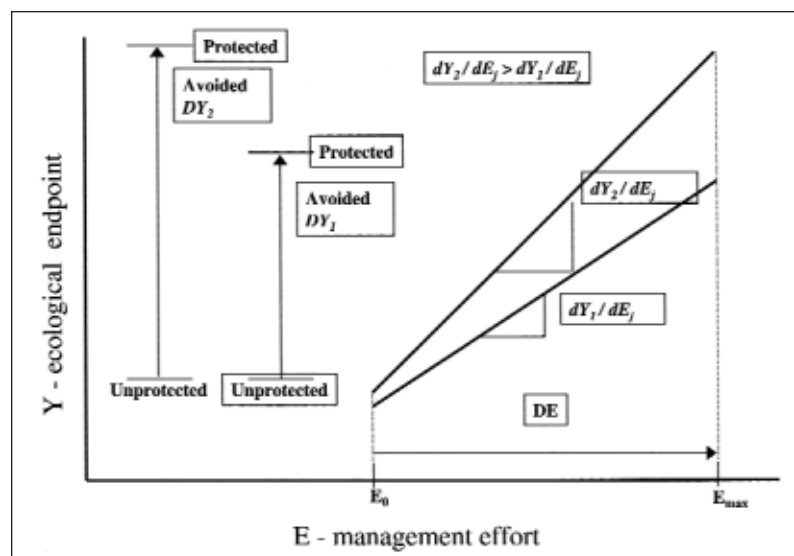 Protected
Avoided
DY2
Unprotected
Protected
Avoided
DY1
Unprotected
dY2 / dEj > dY1 / dEj
dY2 / dEj
dY1 / dEj
DE
E0
Emax
Y - ecological endpoint
E - management effort